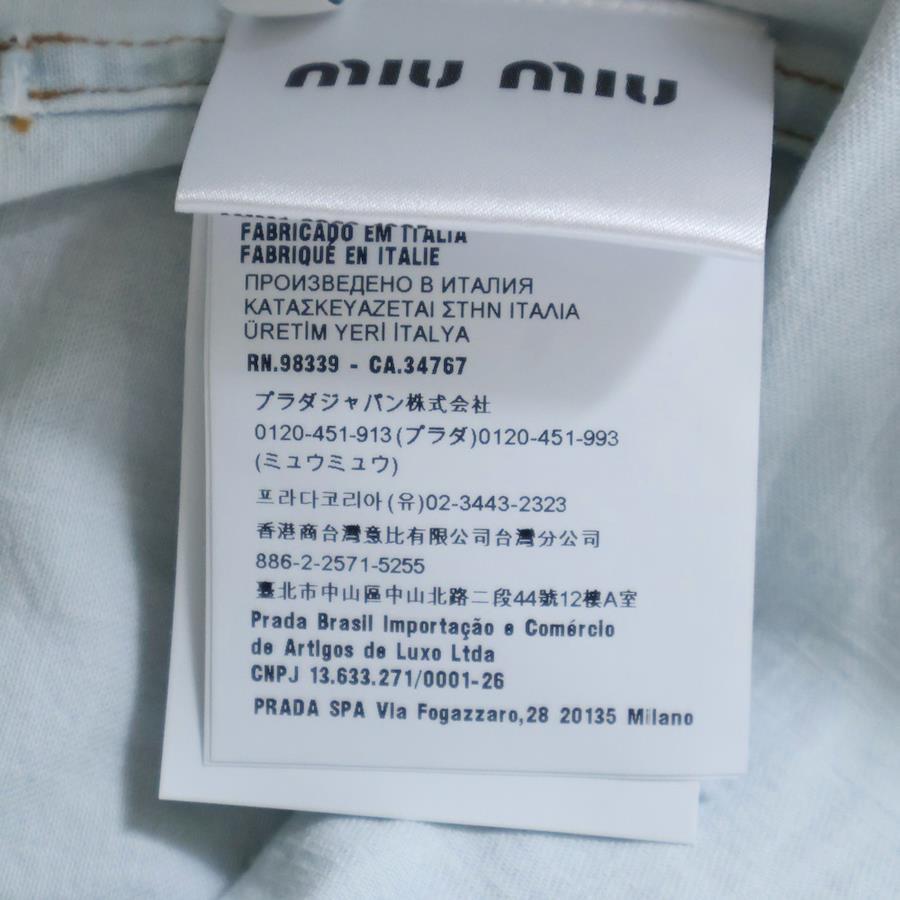 miu miu
FABRICADO EM ITALIA
FABRIQUÉ EN ITALIE
ПРОИЗВЕДЕНО В ИТАЛИЯ
ΚΑΤΑΣΚΕΥΑΖΕΤΑΙ ΣΤΗΝ ΙΤΑΛΙΑ
ÜRETİM YERİ İTALYA
RN.98339 - CA.34767
プラダジャパン株式会社
0120-451-913(プラダ)0120-451-993
(ミュウミュウ)
프라다코리아(유)02-3443-2323
香港商台灣意比有限公司台灣分公司
886-2-2571-5255
臺北市中山區中山北路二段44號12樓A室
Prada Brasil Importação e Comércio
de Artigos de Luxo Ltda
CNPJ 13.633.271/0001-26
PRADA SPA Via Fogazzaro,28 20135 Milano